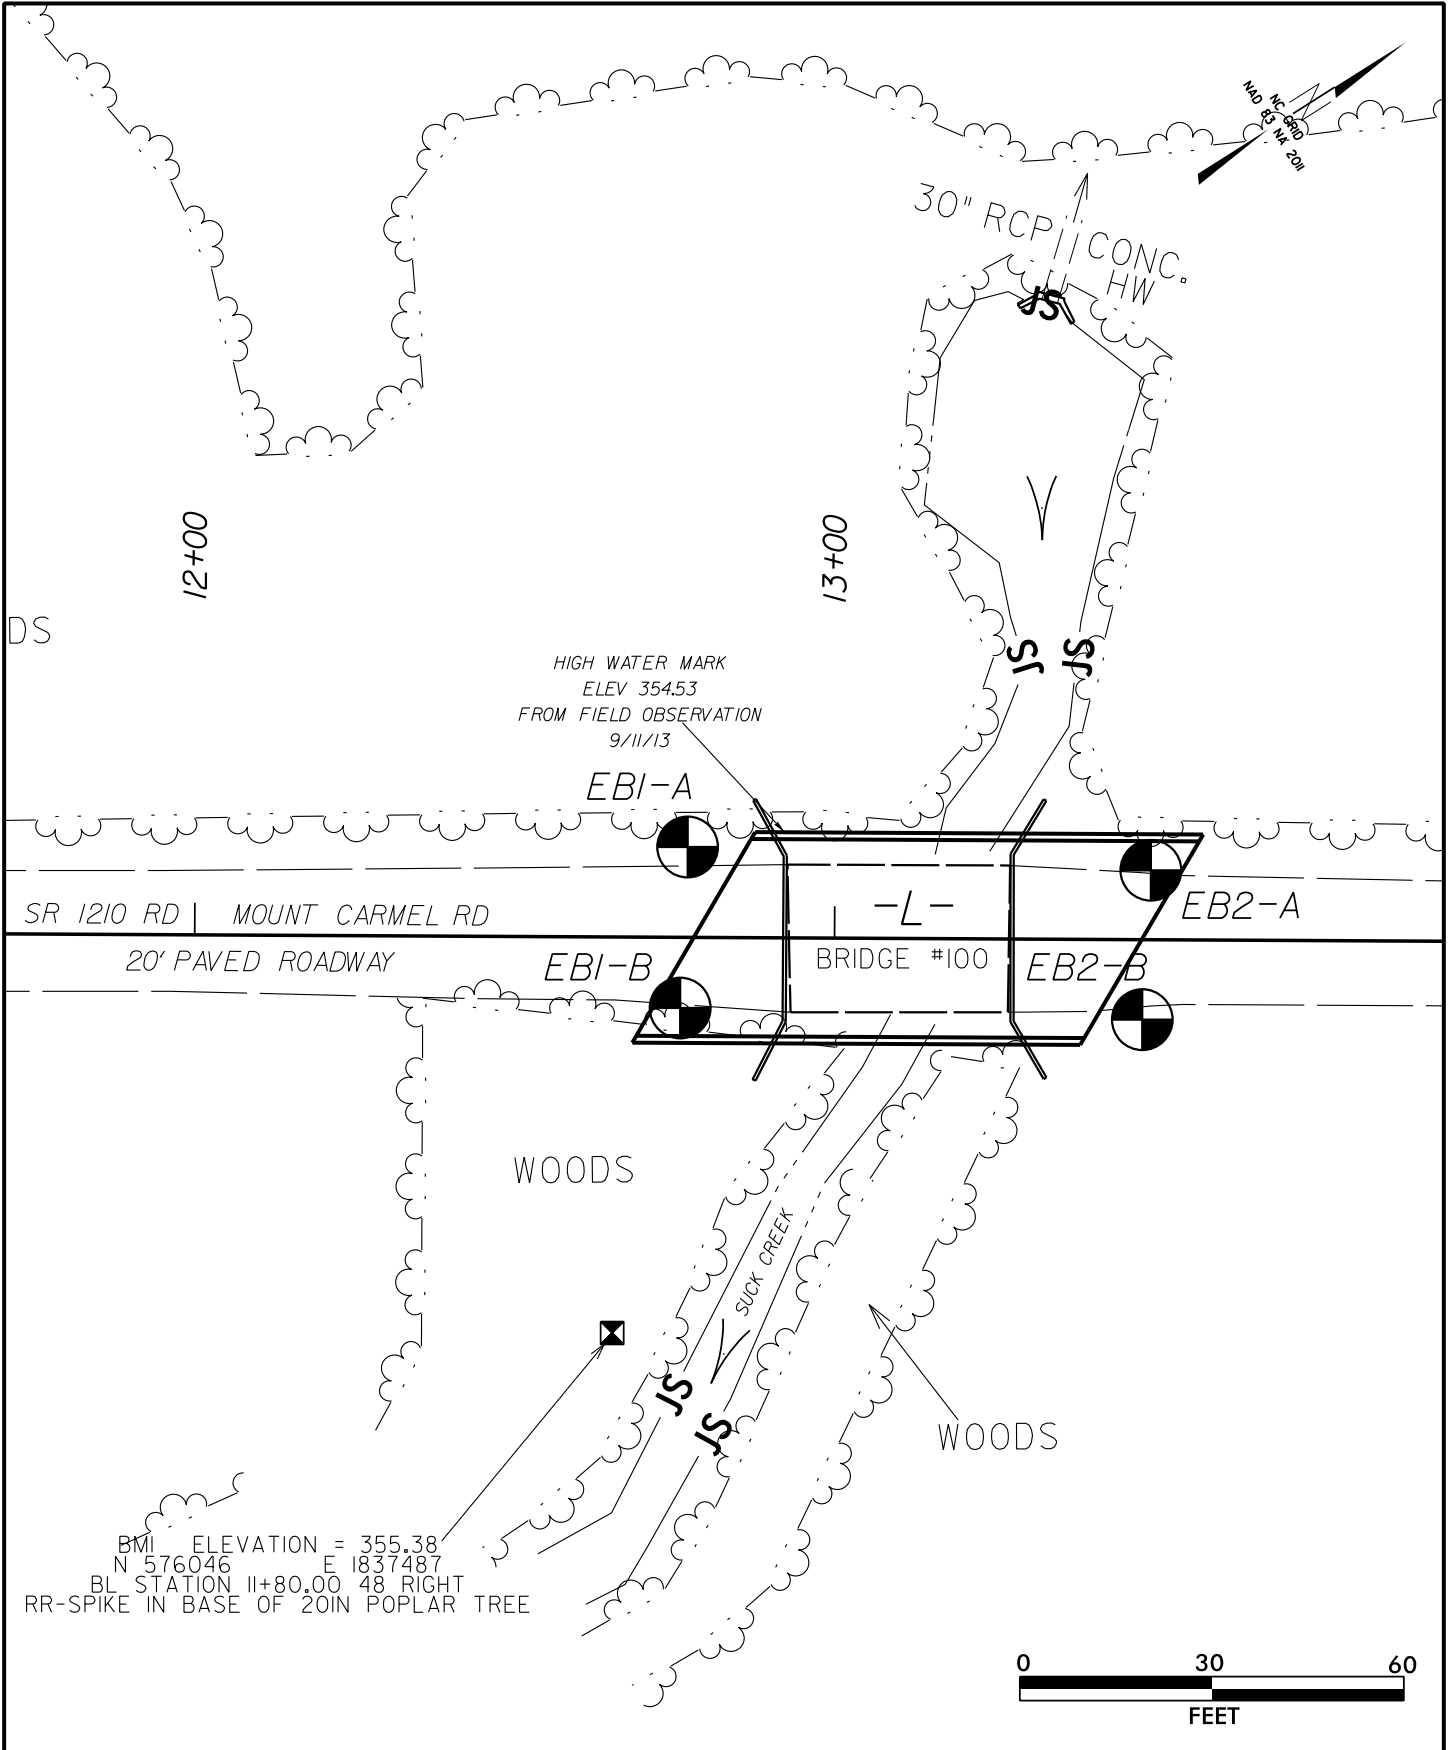 NC GRID
NAD 83 NA 2011
30" RCP CONC.
HW
JS
12+00
13+00
DS
JS JS
HIGH WATER MARK
ELEV 354.53
FROM FIELD OBSERVATION
9/11/13
EB1-A
SR 1210 RD MOUNT CARMEL RD
-L-
EB2-A
20' PAVED ROADWAY
EB1-B
BRIDGE #100
EB2-B
WOODS
SUCK CREEK
JS
JS
WOODS
BM1 ELEVATION = 355.38
N 576046 E 1837487
BL STATION 11+80.00 48 RIGHT
RR-SPIKE IN BASE OF 20IN POPLAR TREE
0 30 60
FEET